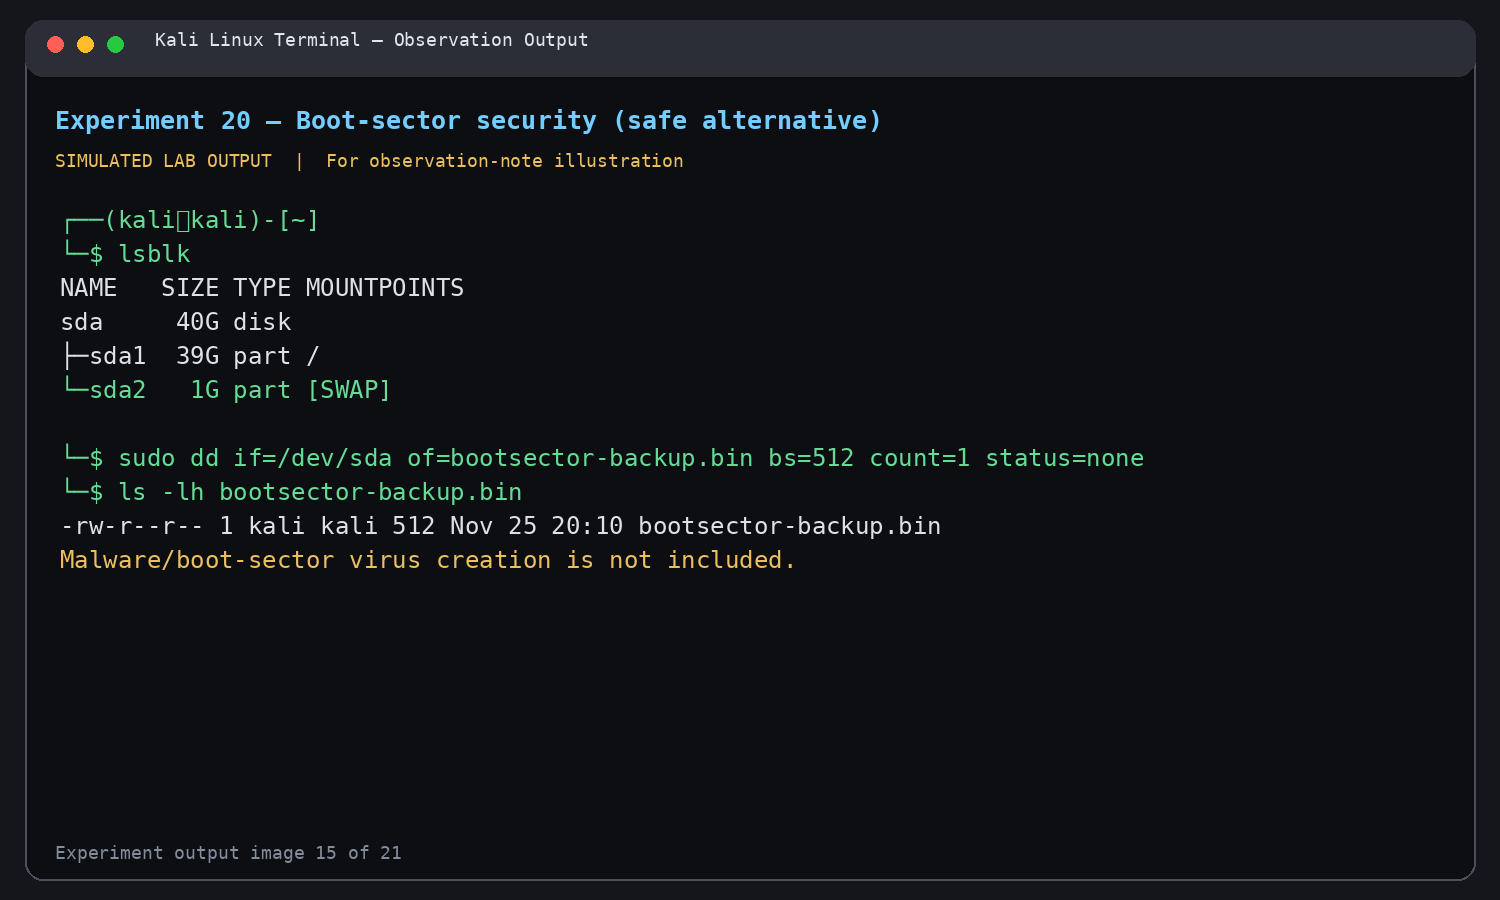 Kali Linux Terminal — Observation Output
Experiment 20 — Boot-sector security (safe alternative)
SIMULATED LAB OUTPUT  |  For observation-note illustration
┌──(kali▯kali)-[~]
└─$ lsblk
NAME   SIZE TYPE MOUNTPOINTS
sda     40G disk
├─sda1  39G part /
└─sda2   1G part [SWAP]
└─$ sudo dd if=/dev/sda of=bootsector-backup.bin bs=512 count=1 status=none
└─$ ls -lh bootsector-backup.bin
-rw-r--r-- 1 kali kali 512 Nov 25 20:10 bootsector-backup.bin
Malware/boot-sector virus creation is not included.
Experiment output image 15 of 21